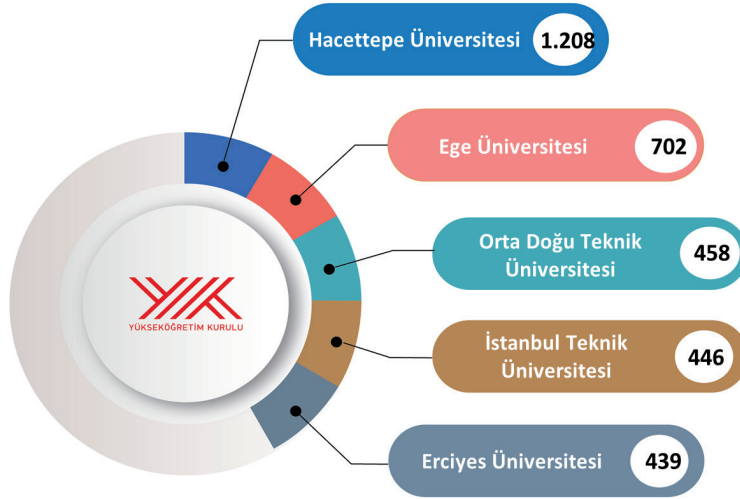 Hacettepe Üniversitesi 1.208
Ege Üniversitesi 702
Orta Doğu Teknik
Üniversitesi 458
YÜKSEKÖĞRETİM KURULU
İstanbul Teknik
Üniversitesi 446
Erciyes Üniversitesi 439